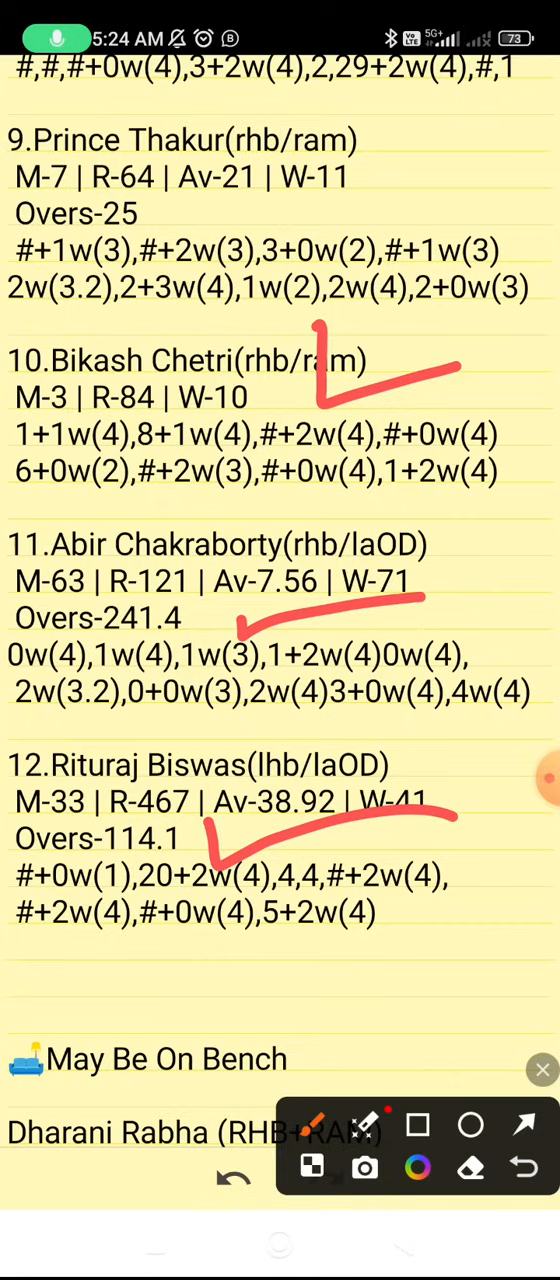 5:24 AM
B
5G+
Vo
LTE
73
#,#,#+0w(4),3+2w(4),2,29+2w(4),#,1
9.Prince Thakur(rhb/ram)
M-7 | R-64 | Av-21 | W-11
Overs-25
#+1w(3),#+2w(3),3+0w(2),#+1w(3)
2w(3.2),2+3w(4),1w(2),2w(4),2+0w(3)
10.Bikash Chetri(rhb/ram)
M-3 | R-84 | W-10
1+1w(4),8+1w(4),#+2w(4),#+0w(4)
6+0w(2),#+2w(3),#+0w(4),1+2w(4)
11.Abir Chakraborty(rhb/laOD)
M-63 | R-121 | Av-7.56 | W-71
Overs-241.4
0w(4),1w(4),1w(3),1+2w(4)0w(4),
2w(3.2),0+0w(3),2w(4)3+0w(4),4w(4)
12.Rituraj Biswas(lhb/laOD)
M-33 | R-467 | Av-38.92 | W-41
Overs-114.1
#+0w(1),20+2w(4),4,4,#+2w(4),
#+2w(4),#+0w(4),5+2w(4)
May Be On Bench
Dharani Rabha (RHB+RAM)